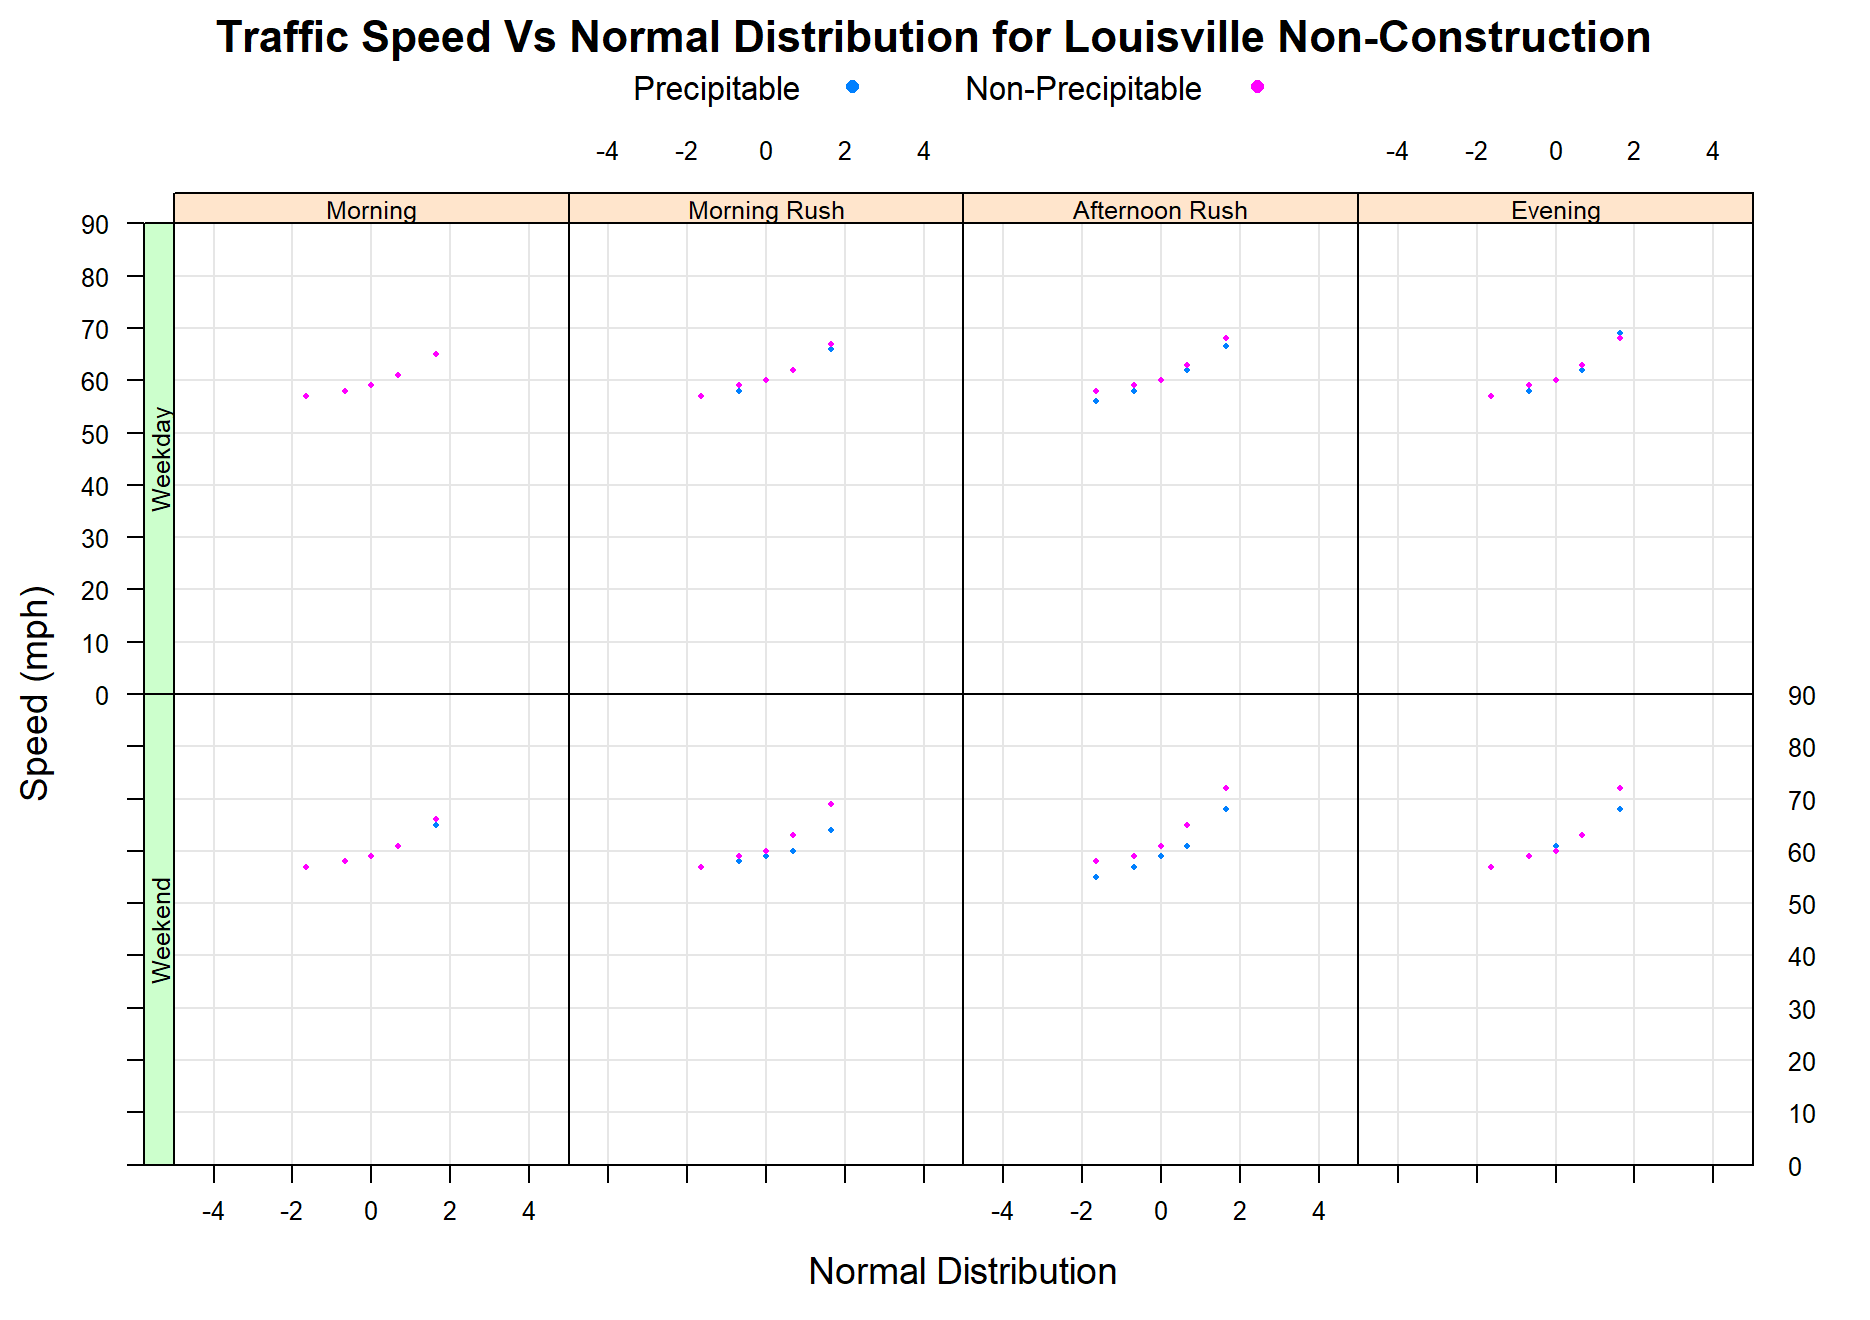 Traffic Speed Vs Normal Distribution for Louisville Non-Construction
Precipitable Non-Precipitable
-4 -2 0 2 4 -4 -2 0 2 4
Morning Morning Rush Afternoon Rush Evening
90
80
70
60
50
40
30
20
10
0
Weekday
Speed (mph)
Weekend
90
80
70
60
50
40
30
20
10
0
-4 -2 0 2 4 -4 -2 0 2 4
Normal Distribution